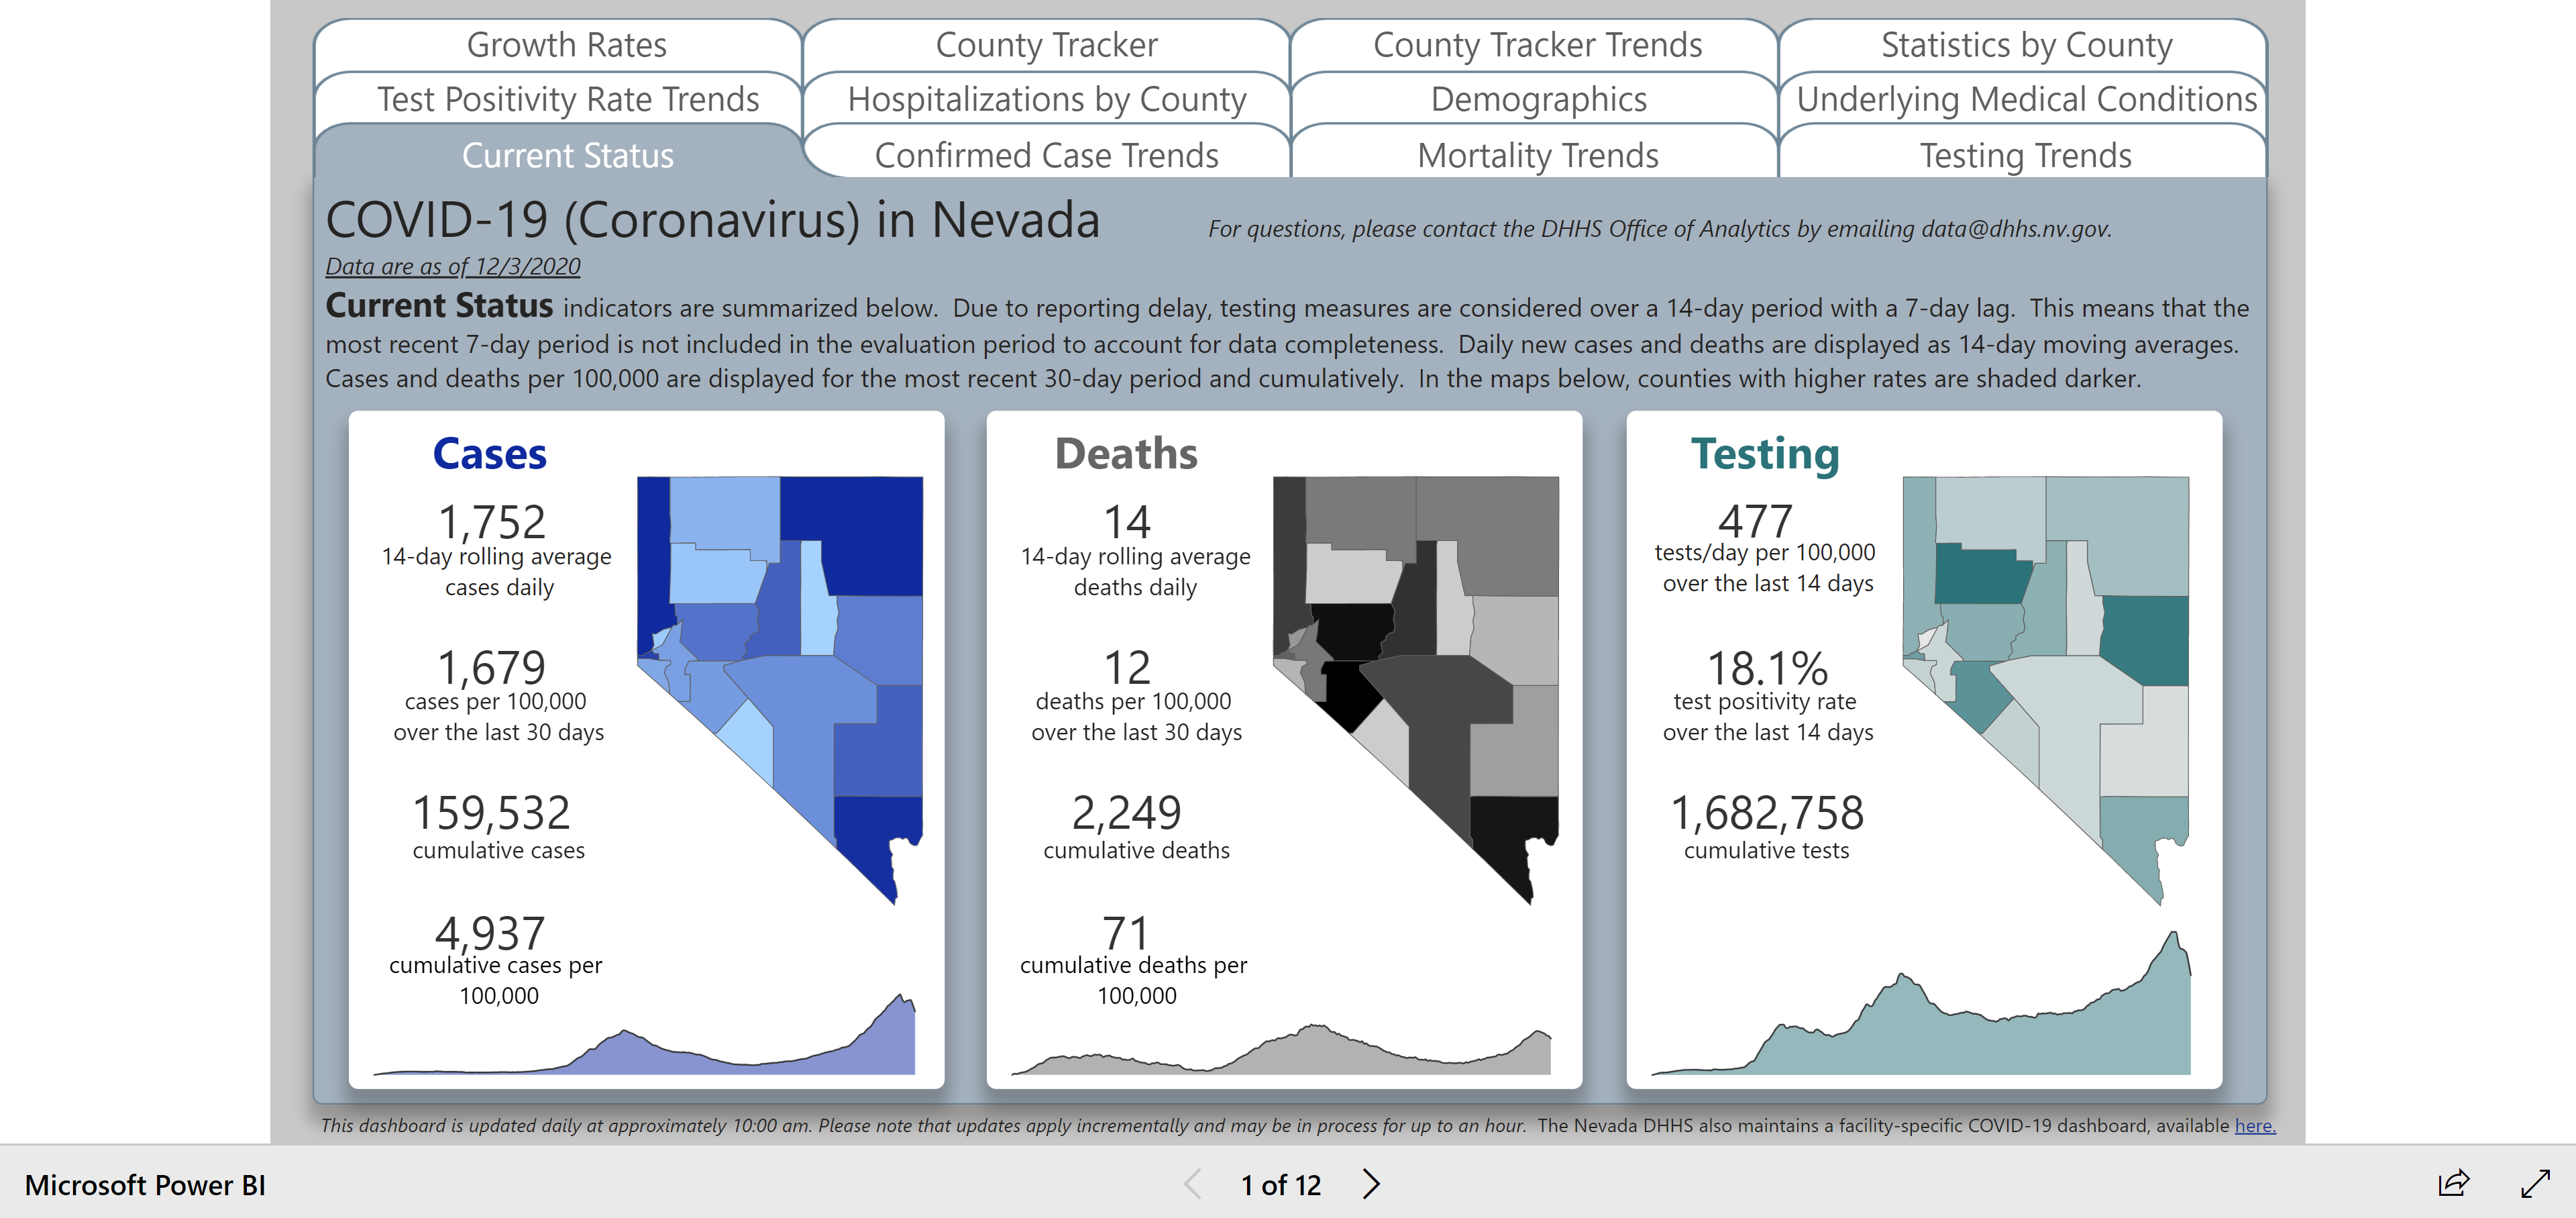 Growth Rates
County Tracker
County Tracker Trends
Statistics by County
Test Positivity Rate Trends
Hospitalizations by County
Demographics
Underlying Medical Conditions
Current Status
Confirmed Case Trends
Mortality Trends
Testing Trends
COVID-19 (Coronavirus) in Nevada
For questions, please contact the DHHS Office of Analytics by emailing data@dhhs.nv.gov.
Data are as of 12/3/2020
Current Status indicators are summarized below. Due to reporting delay, testing measures are considered over a 14-day period with a 7-day lag. This means that the
most recent 7-day period is not included in the evaluation period to account for data completeness. Daily new cases and deaths are displayed as 14-day moving averages.
Cases and deaths per 100,000 are displayed for the most recent 30-day period and cumulatively. In the maps below, counties with higher rates are shaded darker.
Cases
1,752
14-day rolling average
cases daily
1,679
cases per 100,000
over the last 30 days
159,532
cumulative cases
4,937
cumulative cases per
100,000
Deaths
14
14-day rolling average
deaths daily
12
deaths per 100,000
over the last 30 days
2,249
cumulative deaths
71
cumulative deaths per
100,000
Testing
477
tests/day per 100,000
over the last 14 days
18.1%
test positivity rate
over the last 14 days
1,682,758
cumulative tests
This dashboard is updated daily at approximately 10:00 am. Please note that updates apply incrementally and may be in process for up to an hour. The Nevada DHHS also maintains a facility-specific COVID-19 dashboard, available here.
Microsoft Power BI
1 of 12